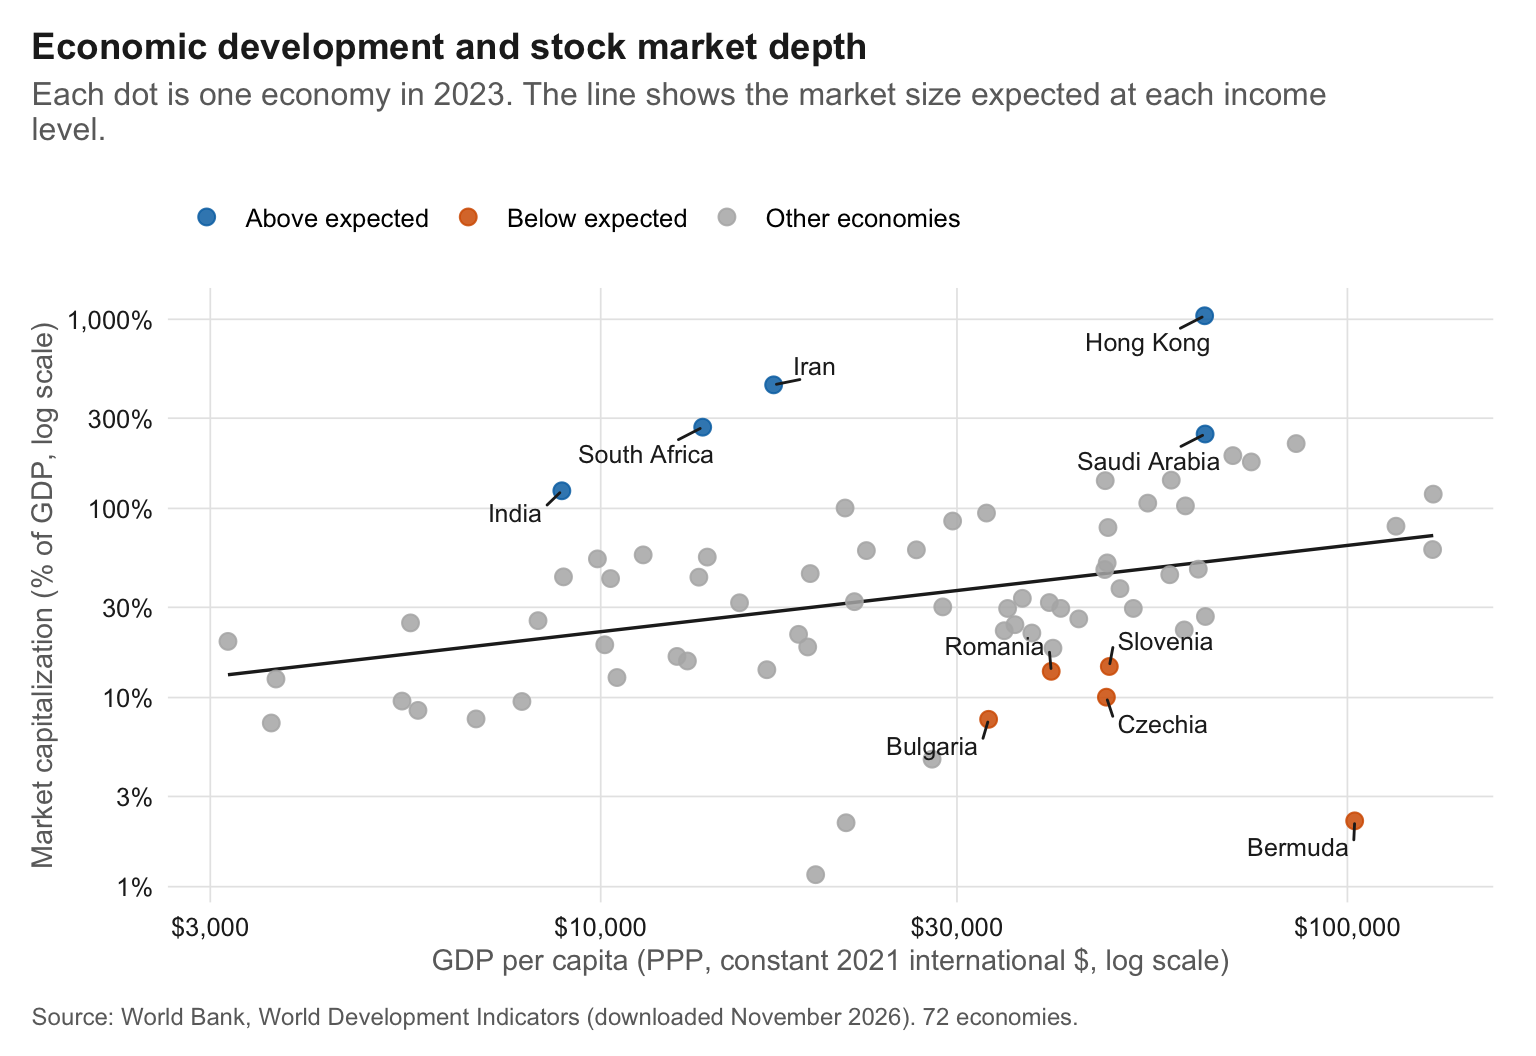 Economic development and stock market depth
Each dot is one economy in 2023. The line shows the market size expected at each income
level.
Above expected
Below expected
Other economies
Market capitalization (% of GDP, log scale)
1,000%
300%
100%
30%
10%
3%
1%
Hong Kong
Iran
South Africa
Saudi Arabia
India
Romania
Slovenia
Czechia
Bulgaria
Bermuda
$3,000
$10,000
$30,000
$100,000
GDP per capita (PPP, constant 2021 international $, log scale)
Source: World Bank, World Development Indicators (downloaded November 2026). 72 economies.